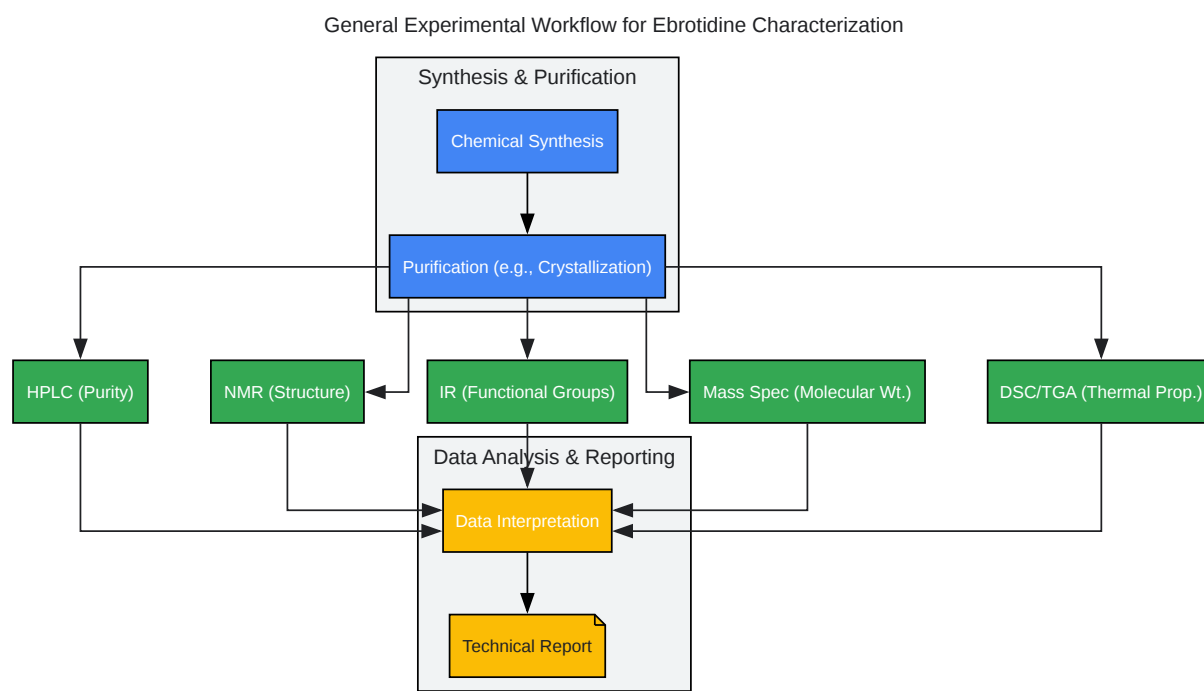 General Experimental Workflow for Ebrotidine Characterization
Synthesis & Purification
Chemical Synthesis
Purification (e.g., Crystallization)
HPLC (Purity)
NMR (Structure)
IR (Functional Groups)
Mass Spec (Molecular Wt.)
DSC/TGA (Thermal Prop.)
Data Analysis & Reporting
Data Interpretation
Technical Report